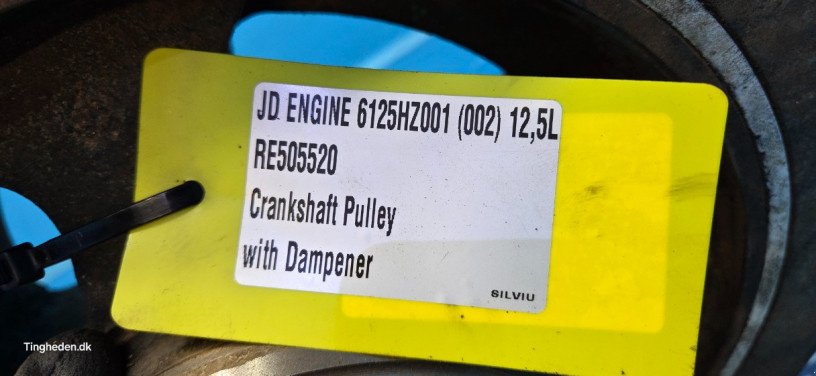 JD ENGINE 6125HZ001 (002) 12,5L
RE505520
Crankshaft Pulley
with Dampener
SILVIU
Tingheden.dk